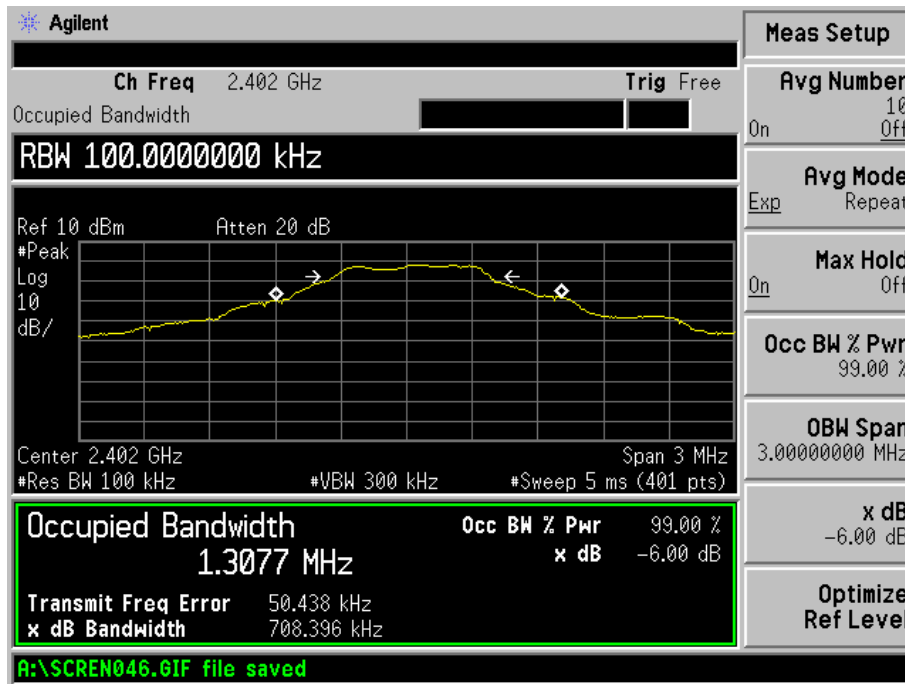 Agilent
Ch Freq 2.402 GHz Trig Free
Occupied Bandwidth
RBW 100.0000000 kHz
Ref 10 dBm Atten 20 dB
#Peak
Log
10
dB/
Center 2.402 GHz Span 3 MHz
#Res BW 100 kHz #VBW 300 kHz #Sweep 5 ms (401 pts)
Occupied Bandwidth Occ BW % Pwr 99.00 %
1.3077 MHz x dB -6.00 dB
Transmit Freq Error 50.438 kHz
x dB Bandwidth 708.396 kHz
A:\SCREN046.GIF file saved
Meas Setup
Avg Number
10
On Off
Avg Mode
Exp Repeat
Max Hold
On Off
Occ BW % Pwr
99.00 %
OBW Span
3.00000000 MHz
x dB
-6.00 dB
Optimize
Ref Level